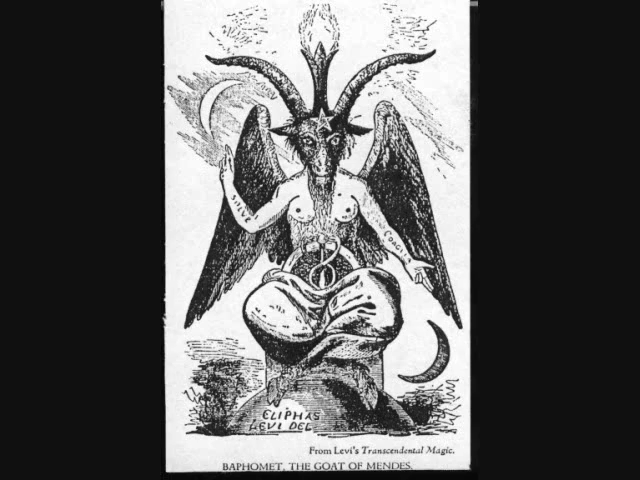 SOLVE
COAGULA
ELIPHAS
LEVI DEL
From Levi's Transcendental Magic.
BAPHOMET, THE GOAT OF MENDES.